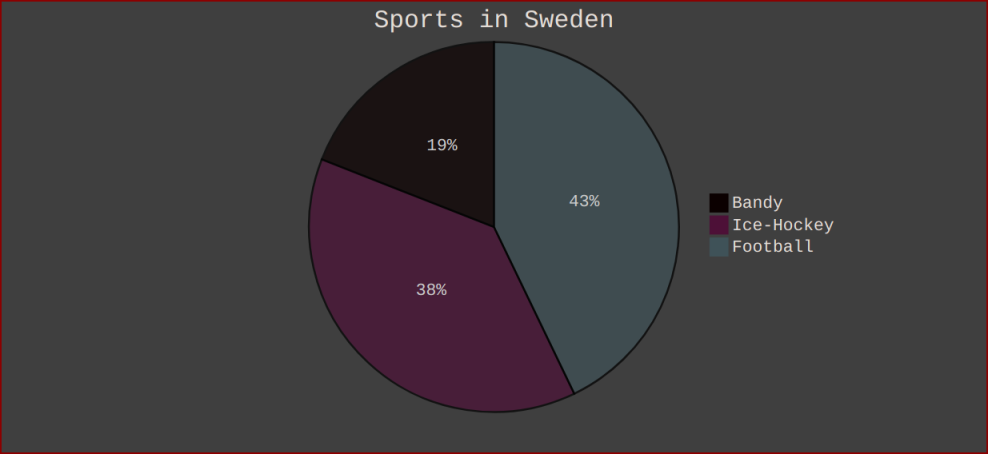 Sports in Sweden
19%
43%
38%
Bandy
Ice-Hockey
Football